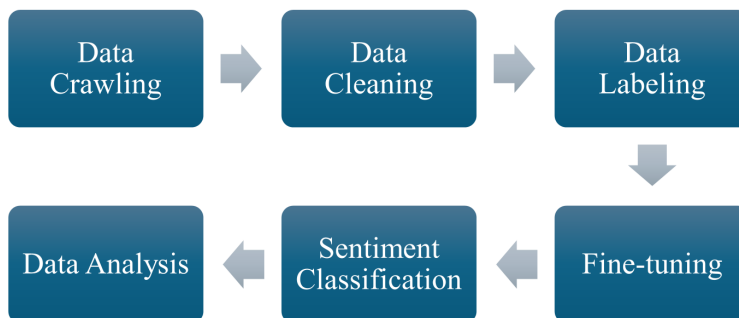 Data
Crawling
Data
Cleaning
Data
Labeling
Fine-tuning
Sentiment
Classification
Data Analysis